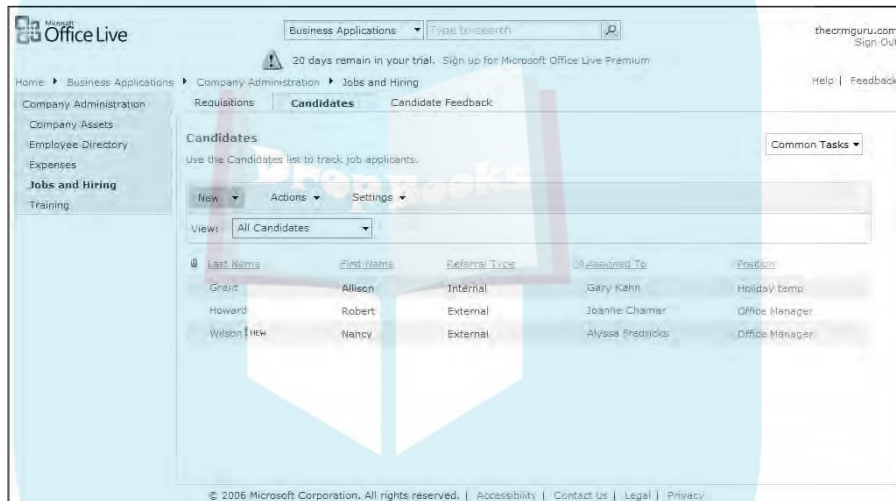 Microsoft
Office Live
Business Applications
Type to search
thecrmguru.com
Sign Out
20 days remain in your trial. Sign up for Microsoft Office Live Premium
Home Business Applications Company Administration Jobs and Hiring
Help | Feedback
Company Administration
Company Assets
Employee Directory
Expenses
Jobs and Hiring
Training
Requisitions Candidates Candidate Feedback
Candidates
Common Tasks
Use the Candidates list to track job applicants.
DropBooks
New Actions Settings
View: All Candidates
Last Name First Name Referral Type Assigned To Position
Grant Allison Internal Gary Kahn Holiday temp
Howard Robert External Joanne Chamar Office Manager
Wilson NEW Nancy External Alyssa Fredricks Office Manager
© 2006 Microsoft Corporation. All rights reserved. | Accessibility | Contact Us | Legal | Privacy